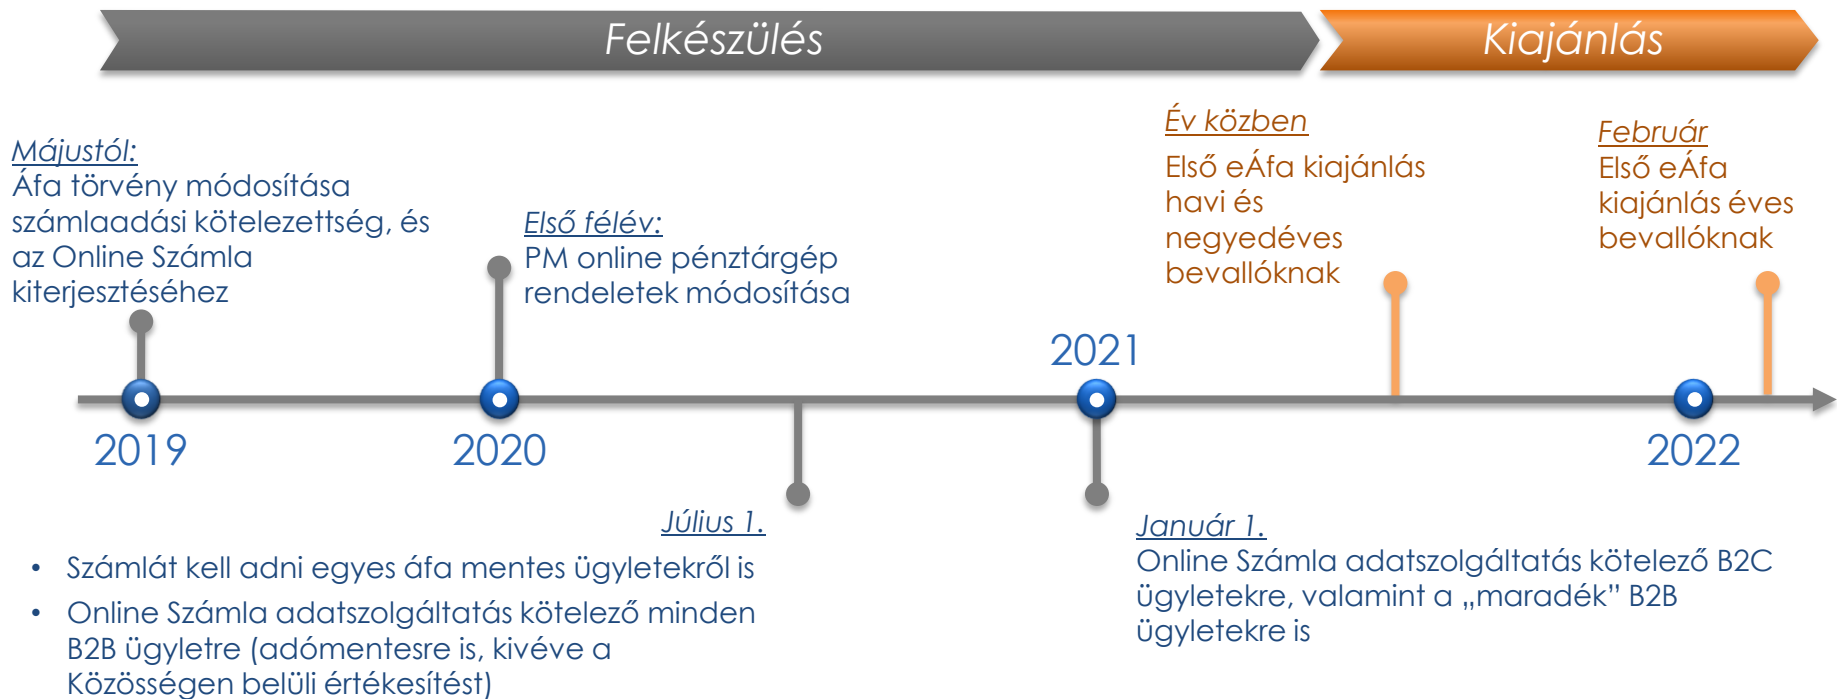 Felkészülés
Kiajánlás
Májustól:
Áfa törvény módosítása
számlaadási kötelezettség, és
az Online Számla
kiterjesztéséhez
Első félév:
PM online pénztárgép
rendeletek módosítása
Év közben
Első eÁfa kiajánlás
havi és
negyedéves
bevallóknak
Február
Első eÁfa
kiajánlás éves
bevallóknak
2019
2020
2021
2022
Július 1.
• Számlát kell adni egyes áfa mentes ügyletekről is
• Online Számla adatszolgáltatás kötelező minden
B2B ügyletre (adómentesre is, kivéve a
Közösségen belüli értékesítést)
Január 1.
Online Számla adatszolgáltatás kötelező B2C
ügyletekre, valamint a „maradék” B2B
ügyletekre is